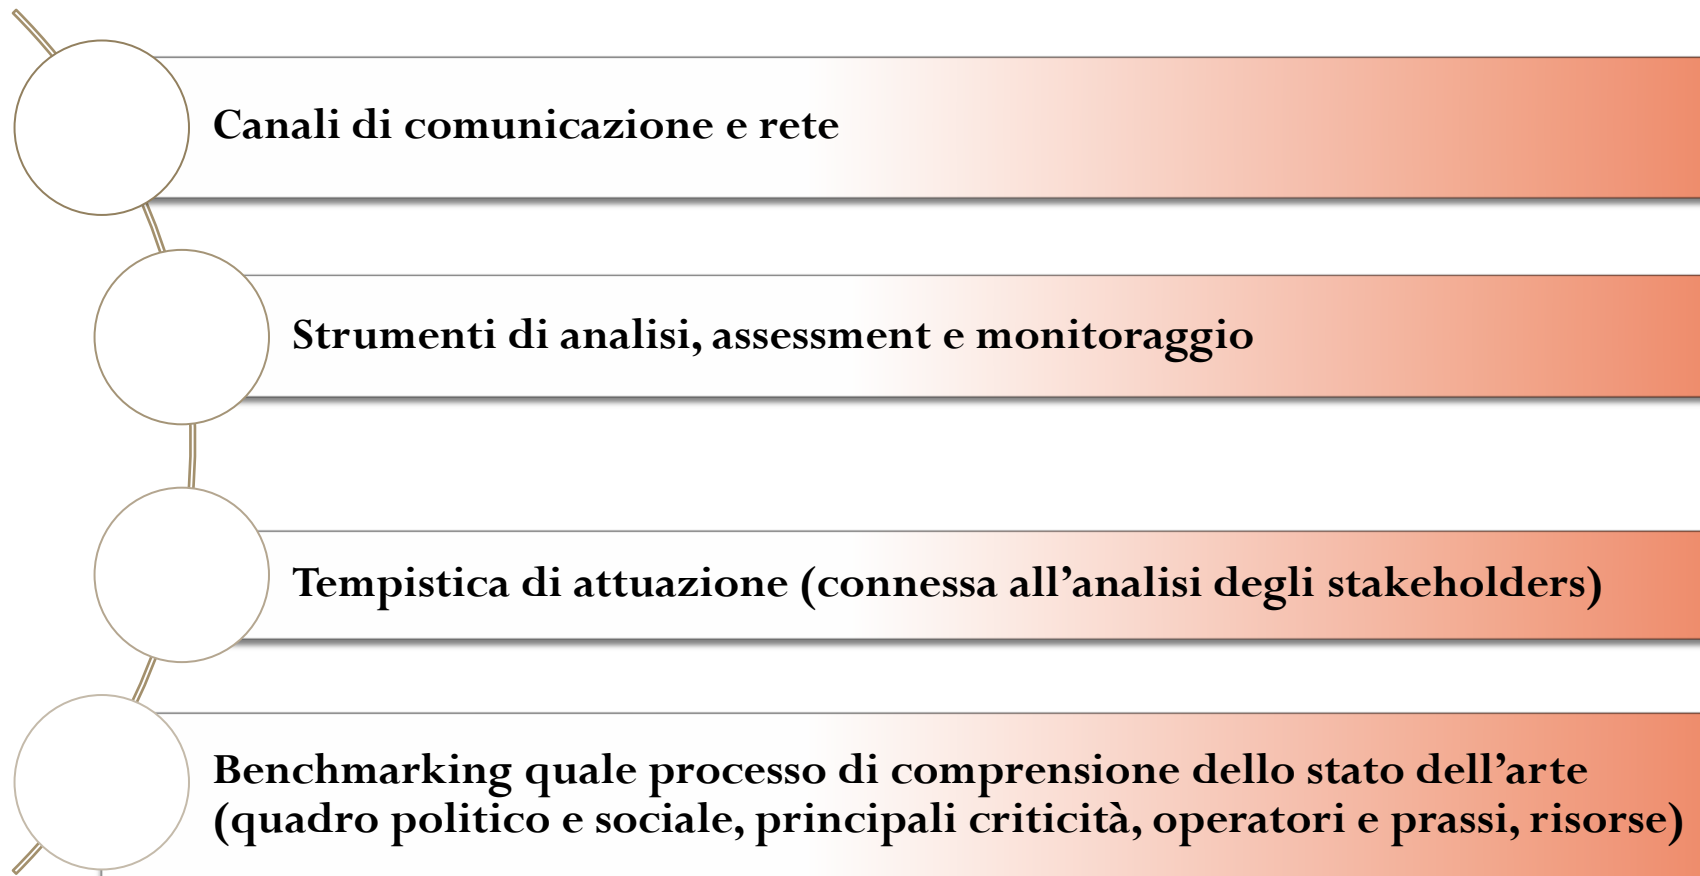 Canali di comunicazione e rete
Strumenti di analisi, assessment e monitoraggio
Tempistica di attuazione (connessa all’analisi degli stakeholders)
Benchmarking quale processo di comprensione dello stato dell’arte
(quadro politico e sociale, principali criticità, operatori e prassi, risorse)